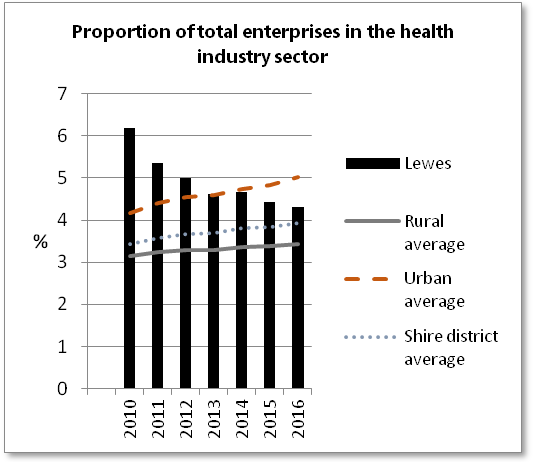 Proportion of total enterprises in the health
industry sector
7
6
5
4
3
2
1
0
%
2010
2011
2012
2013
2014
2015
2016
Lewes
Rural
average
Urban
average
Shire district
average